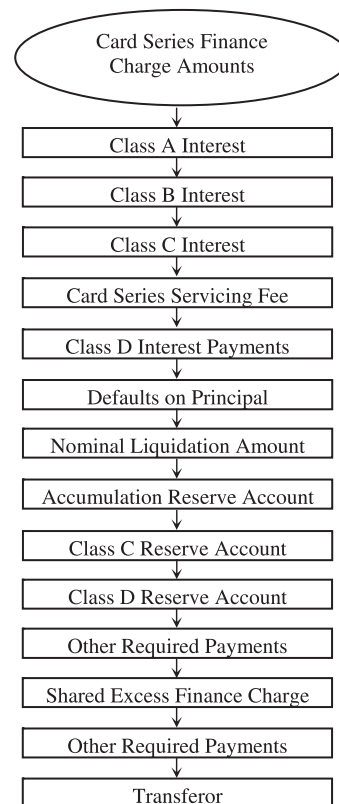 Card Series Finance
Charge Amounts
Class A Interest
Class B Interest
Class C Interest
Card Series Servicing Fee
Class D Interest Payments
Defaults on Principal
Nominal Liquidation Amount
Accumulation Reserve Account
Class C Reserve Account
Class D Reserve Account
Other Required Payments
Shared Excess Finance Charge
Other Required Payments
Transferor